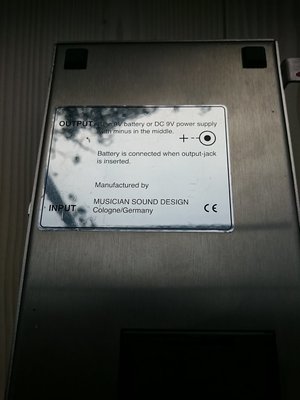 OUTPUT Use 9V battery or DC 9V power supply
with minus in the middle.
+ -
Battery is connected when output-jack
is inserted.
Manufactured by
INPUT MUSICIAN SOUND DESIGN
Cologne/Germany CE